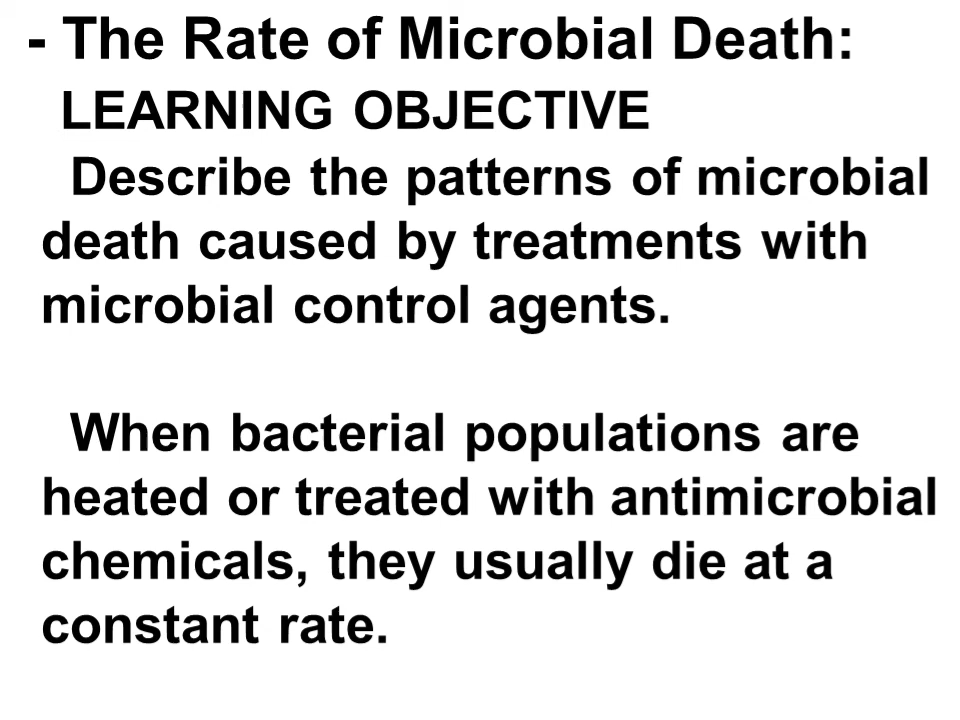 - The Rate of Microbial Death:
LEARNING OBJECTIVE
Describe the patterns of microbial
death caused by treatments with
microbial control agents.
When bacterial populations are
heated or treated with antimicrobial
chemicals, they usually die at a
constant rate.